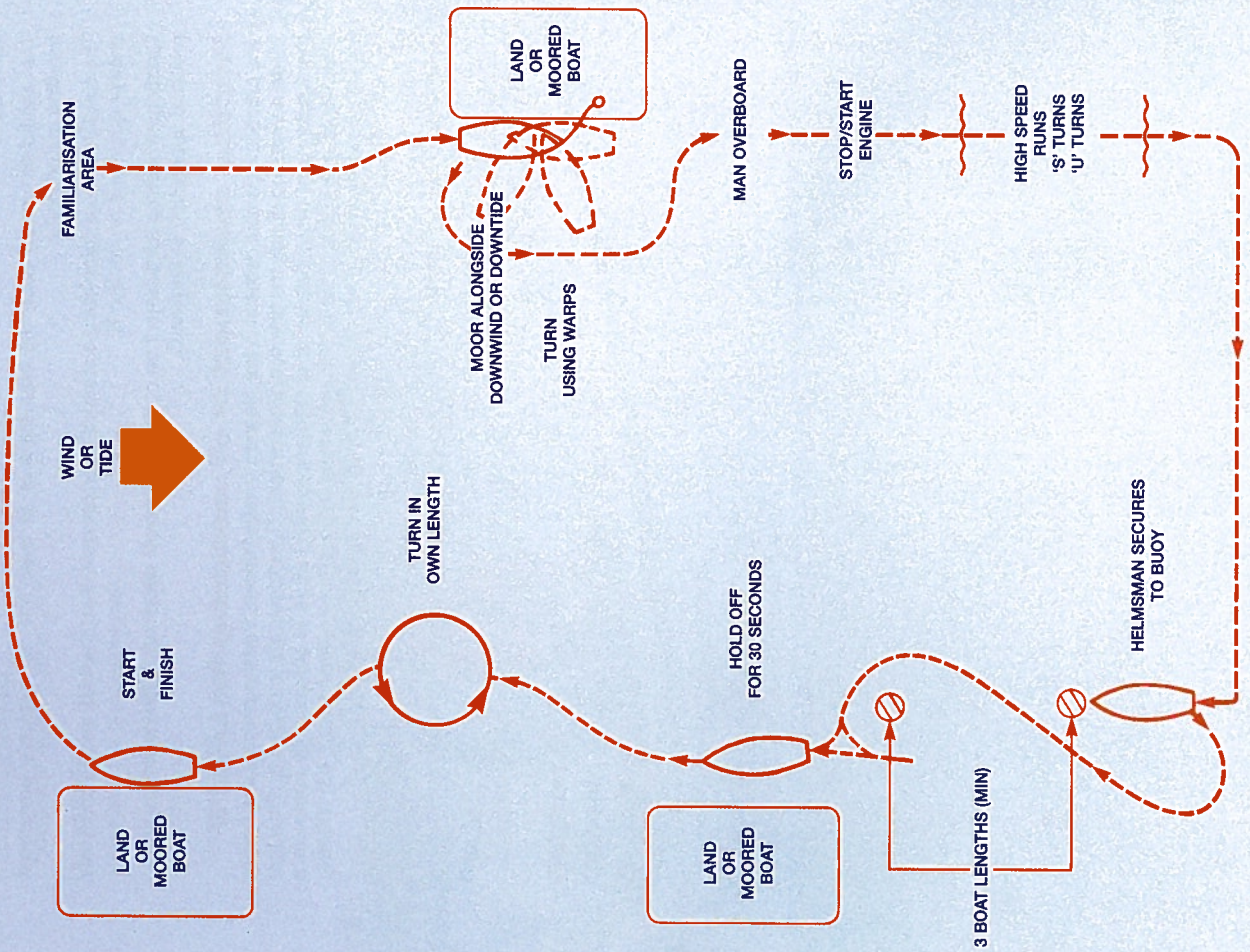 FAMILIARISATION
AREA
LAND
OR
MOORED
BOAT
MOOR ALONGSIDE
DOWNWIND OR DOWNTIDE
TURN
USING WARPS
MAN OVERBOARD
STOP/START
ENGINE
HIGH SPEED
RUNS
'S' TURNS
'U' TURNS
WIND
OR
TIDE
START
&
FINISH
TURN IN
OWN LENGTH
HOLD OFF
FOR 30 SECONDS
HELMSMAN SECURES
TO BUOY
LAND
OR
MOORED
BOAT
LAND
OR
MOORED
BOAT
3 BOAT LENGTHS (MIN)